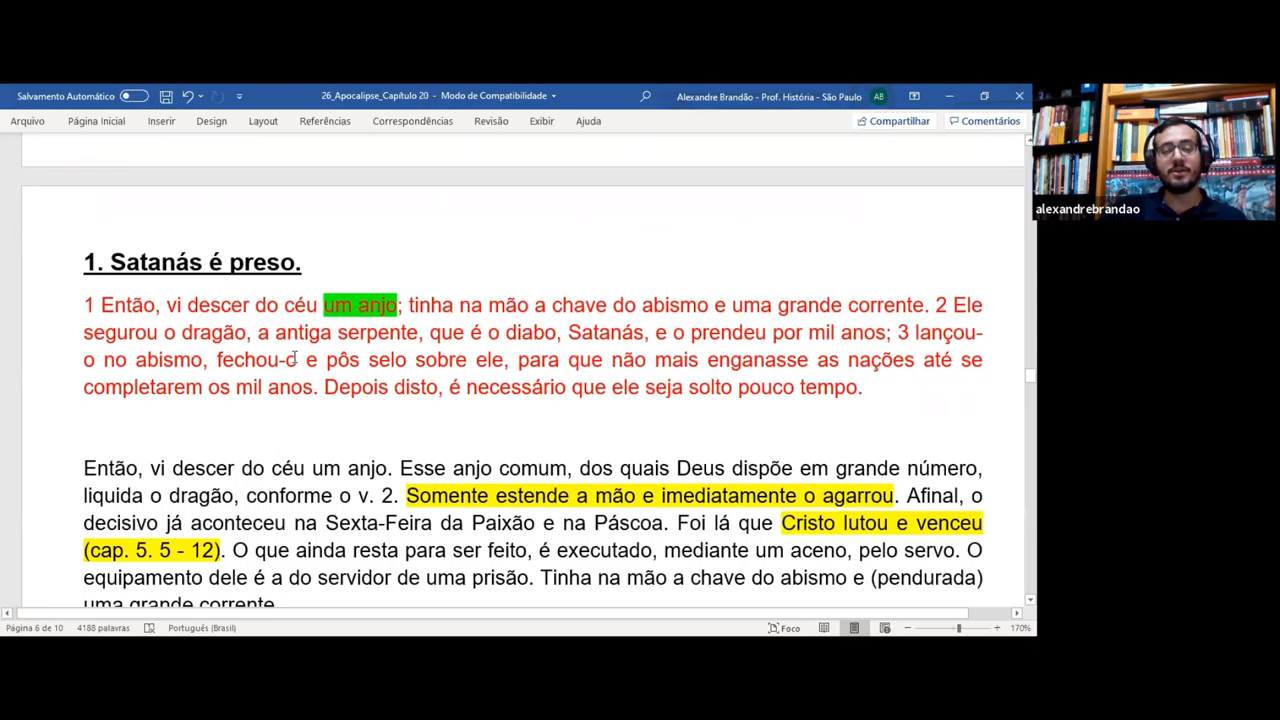 Salvamento Automático
26_Apocalipse_Capítulo 20 - Modo de Compatibilidade
Alexandre Brandão - Prof. História - São Paulo AB
Arquivo Página Inicial Inserir Design Layout Referências Correspondências Revisão Exibir Ajuda Compartilhar Comentários
alexandrebrandao
1. Satanás é preso.
1 Então, vi descer do céu um anjo; tinha na mão a chave do abismo e uma grande corrente. 2 Ele
segurou o dragão, a antiga serpente, que é o diabo, Satanás, e o prendeu por mil anos; 3 lançou-
o no abismo, fechou-o e pôs selo sobre ele, para que não mais enganasse as nações até se
completarem os mil anos. Depois disto, é necessário que ele seja solto pouco tempo.
Então, vi descer do céu um anjo. Esse anjo comum, dos quais Deus dispõe em grande número,
liquida o dragão, conforme o v. 2. Somente estende a mão e imediatamente o agarrou. Afinal, o
decisivo já aconteceu na Sexta-Feira da Paixão e na Páscoa. Foi lá que Cristo lutou e venceu
(cap. 5. 5 - 12). O que ainda resta para ser feito, é executado, mediante um aceno, pelo servo. O
equipamento dele é a do servidor de uma prisão. Tinha na mão a chave do abismo e (pendurada)
uma grande corrente.
Página 6 de 10 4188 palavras Português (Brasil) Foco 170%